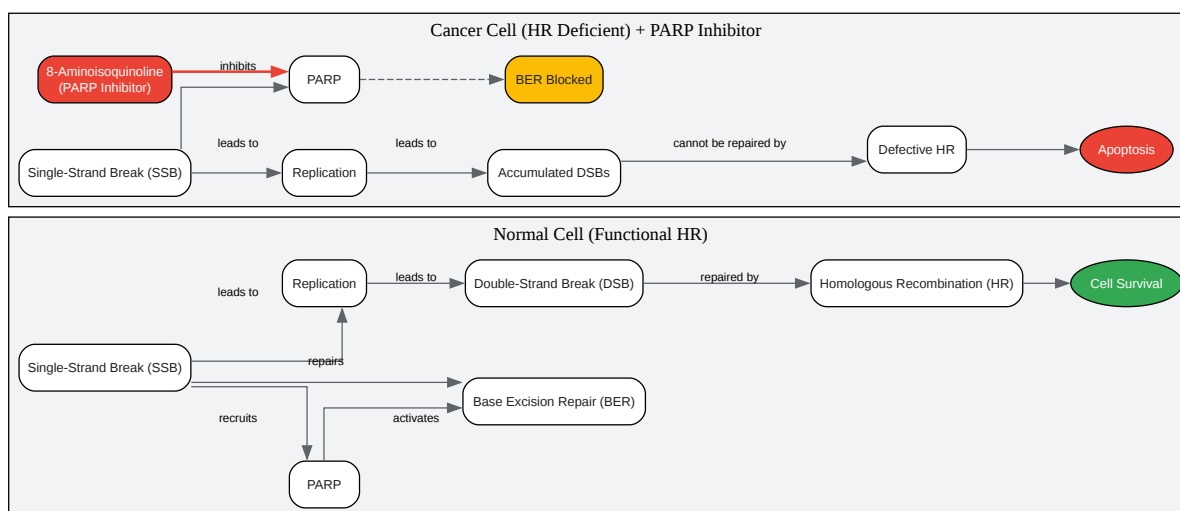 Cancer Cell (HR Deficient) + PARP Inhibitor
8-Aminoisoquinoline
(PARP Inhibitor)
inhibits
PARP
BER Blocked
Single-Strand Break (SSB)
leads to
Replication
leads to
Accumulated DSBs
cannot be repaired by
Defective HR
Apoptosis
Normal Cell (Functional HR)
leads to
Replication
leads to
Double-Strand Break (DSB)
repaired by
Homologous Recombination (HR)
Cell Survival
Single-Strand Break (SSB)
repairs
Base Excision Repair (BER)
recruits
activates
PARP